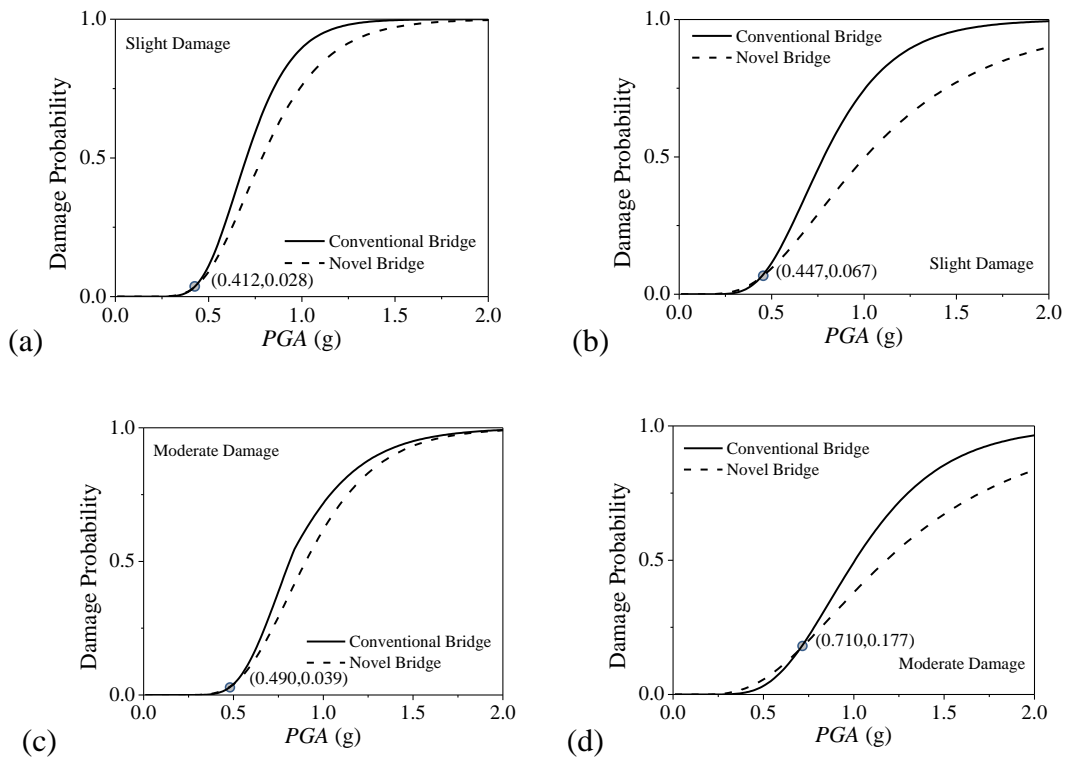 1.0
Slight Damage
0.5
0.0
Damage Probability
Conventional Bridge
Novel Bridge
(0.412,0.028)
0.0 0.5 1.0 1.5 2.0
PGA (g)
(a)
1.0
Conventional Bridge
Novel Bridge
0.5
0.0
Damage Probability
(0.447,0.067)
Slight Damage
0.0 0.5 1.0 1.5 2.0
PGA (g)
(b)
1.0
Moderate Damage
0.5
0.0
Damage Probability
Conventional Bridge
Novel Bridge
(0.490,0.039)
0.0 0.5 1.0 1.5 2.0
PGA (g)
(c)
1.0
Conventional Bridge
Novel Bridge
0.5
0.0
Damage Probability
(0.710,0.177)
Moderate Damage
0.0 0.5 1.0 1.5 2.0
PGA (g)
(d)